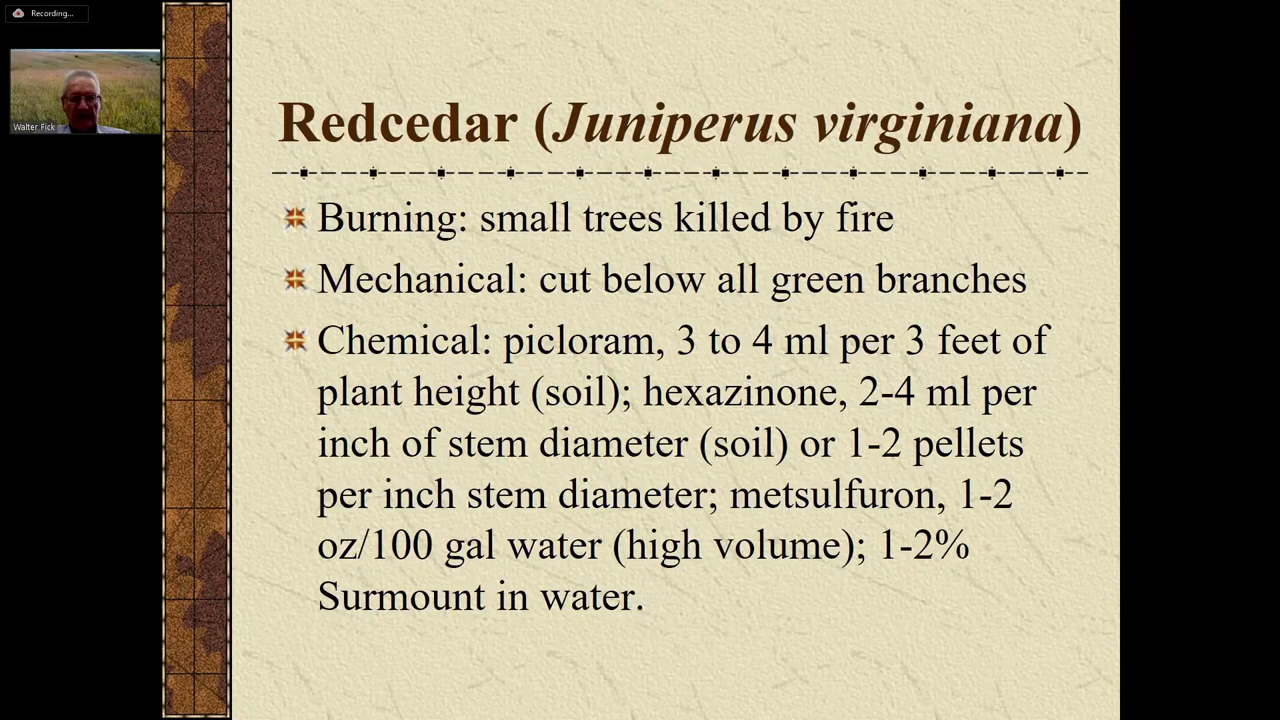 Recording...
Walter Fick
Redcedar (Juniperus virginiana)
Burning: small trees killed by fire
Mechanical: cut below all green branches
Chemical: picloram, 3 to 4 ml per 3 feet of
plant height (soil); hexazinone, 2-4 ml per
inch of stem diameter (soil) or 1-2 pellets
per inch stem diameter; metsulfuron, 1-2
oz/100 gal water (high volume); 1-2%
Surmount in water.